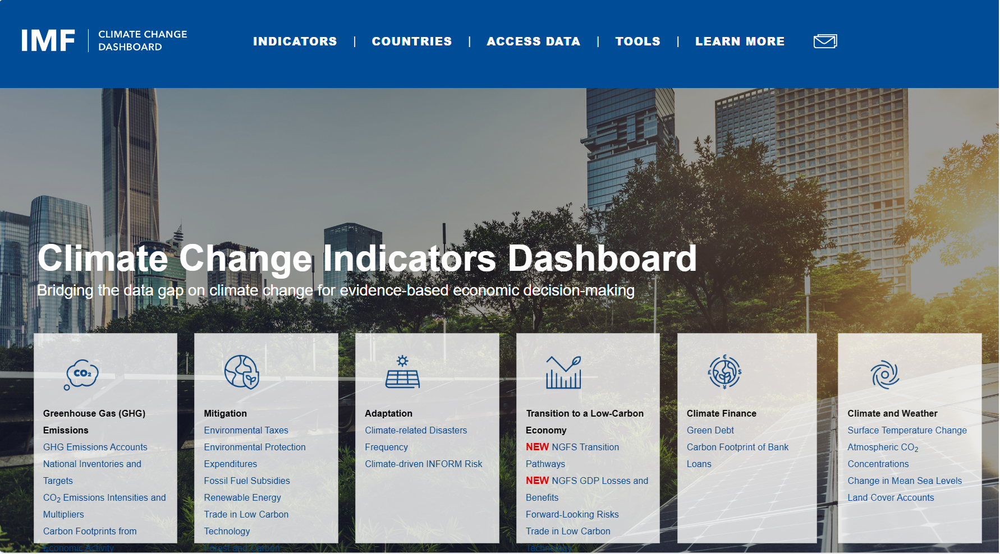 IMF
CLIMATE CHANGE
DASHBOARD
INDICATORS | COUNTRIES | ACCESS DATA | TOOLS | LEARN MORE
Climate Change Indicators Dashboard
Bridging the data gap on climate change for evidence-based economic decision-making
CO₂
Greenhouse Gas (GHG)
Emissions
GHG Emissions Accounts
National Inventories and
Targets
CO₂ Emissions Intensities and
Multipliers
Carbon Footprints from
Economic Activity
Mitigation
Environmental Taxes
Environmental Protection
Expenditures
Fossil Fuel Subsidies
Renewable Energy
Trade in Low Carbon
Technology
Forest and Carbon
Adaptation
Climate-related Disasters
Frequency
Climate-driven INFORM Risk
Transition to a Low-Carbon
Economy
NEW NGFS Transition
Pathways
NEW NGFS GDP Losses and
Benefits
Forward-Looking Risks
Trade in Low Carbon
Technology
€
£ $
¥
Climate Finance
Green Debt
Carbon Footprint of Bank
Loans
Climate and Weather
Surface Temperature Change
Atmospheric CO₂
Concentrations
Change in Mean Sea Levels
Land Cover Accounts